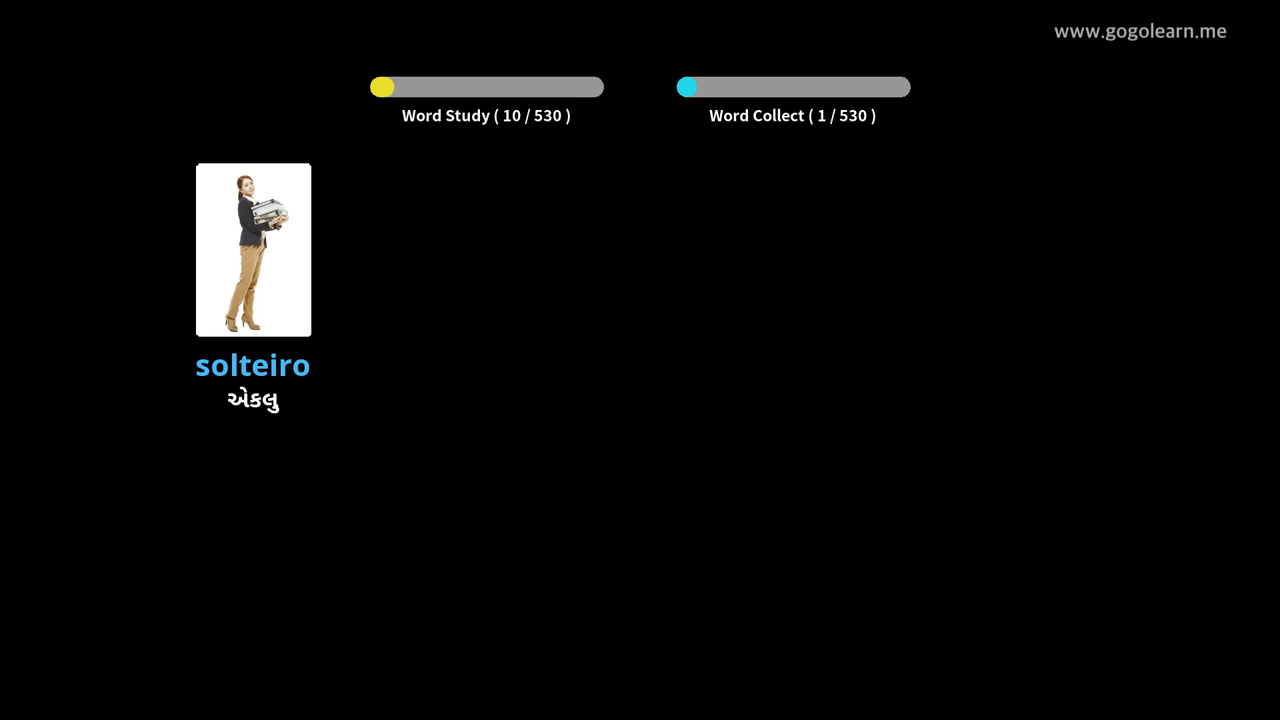 www.gogolearn.me
Word Study ( 10 / 530 )
Word Collect ( 1 / 530 )
solteiro
એકલુ